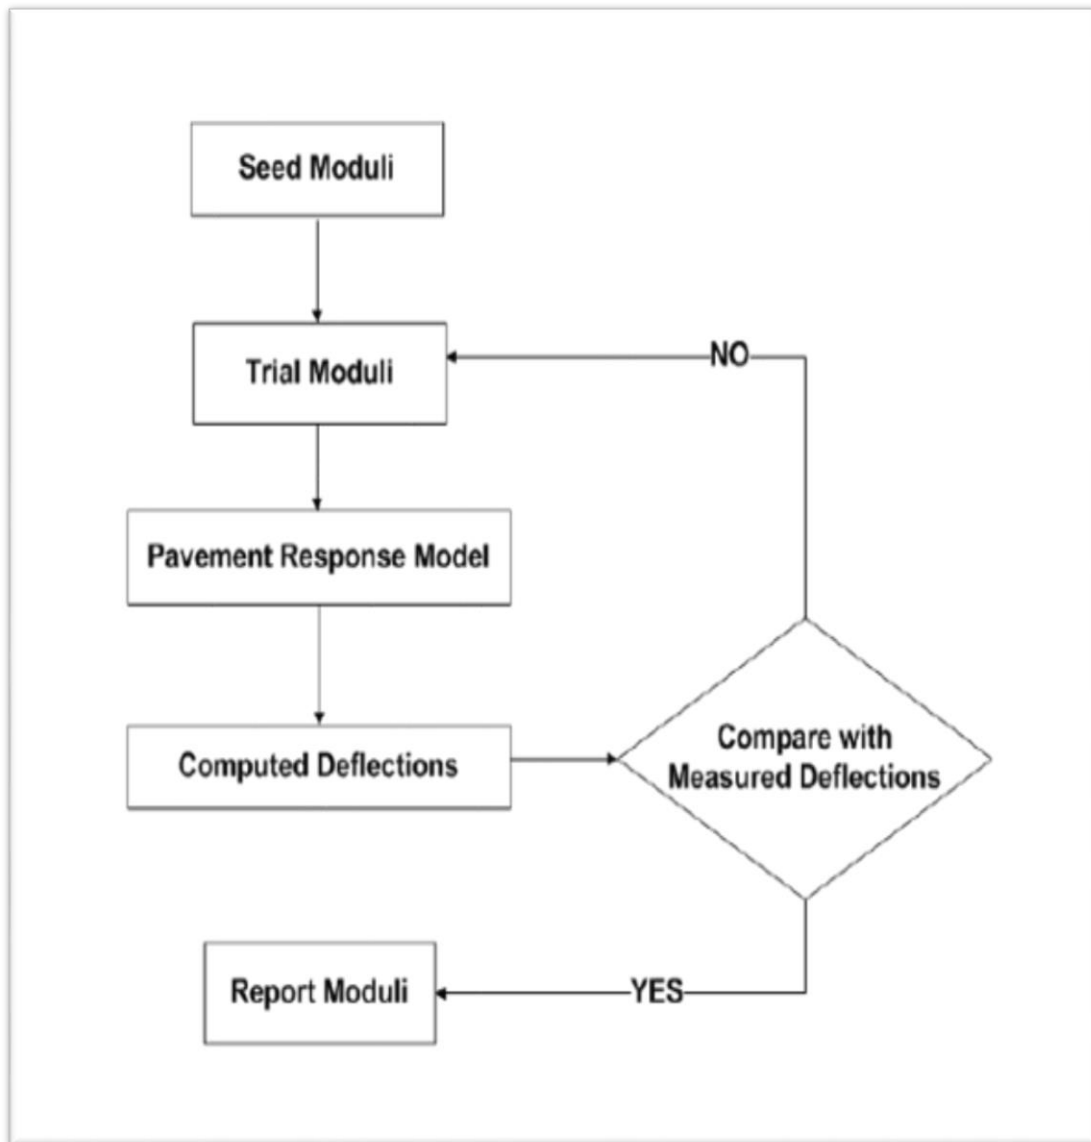 Seed Moduli
Trial Moduli
NO
Pavement Response Model
Computed Deflections
Compare with
Measured Deflections
Report Moduli
YES